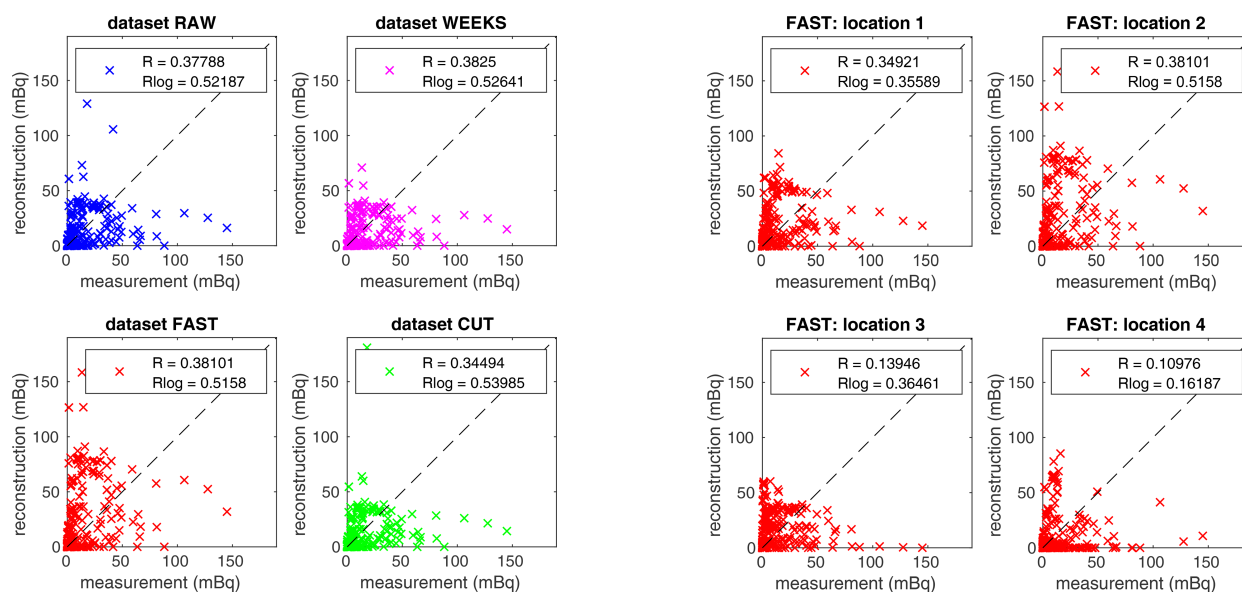 dataset RAW
R = 0.37788
Rlog = 0.52187
150
100
50
0
0 50 100 150
reconstruction (mBq)
measurement (mBq)
dataset WEEKS
R = 0.3825
Rlog = 0.52641
150
100
50
0
0 50 100 150
reconstruction (mBq)
measurement (mBq)
FAST: location 1
R = 0.34921
Rlog = 0.35589
150
100
50
0
0 50 100 150
reconstruction (mBq)
measurement (mBq)
FAST: location 2
R = 0.38101
Rlog = 0.5158
150
100
50
0
0 50 100 150
reconstruction (mBq)
measurement (mBq)
dataset FAST
R = 0.38101
Rlog = 0.5158
150
100
50
0
0 50 100 150
reconstruction (mBq)
measurement (mBq)
dataset CUT
R = 0.34494
Rlog = 0.53985
150
100
50
0
0 50 100 150
reconstruction (mBq)
measurement (mBq)
FAST: location 3
R = 0.13946
Rlog = 0.36461
150
100
50
0
0 50 100 150
reconstruction (mBq)
measurement (mBq)
FAST: location 4
R = 0.10976
Rlog = 0.16187
150
100
50
0
0 50 100 150
reconstruction (mBq)
measurement (mBq)